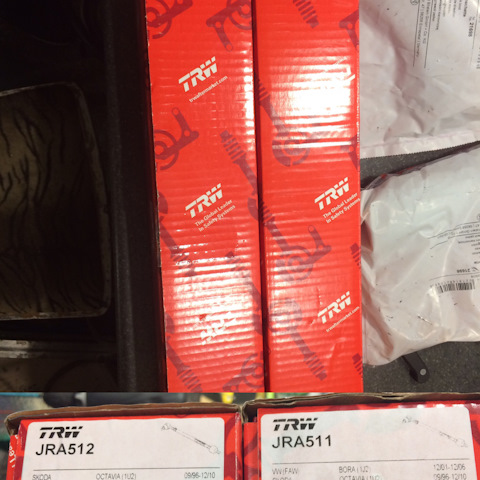 TRW
trwaftermarket.com
TRW
The Global Leader
in Safety Systems
TRW
The Global Leader
in Safety Systems
TRW
trwaftermarket.com
21696
TRW
JRA512
SKODA OCTAVIA (1U2) 09/96-12/10
TRW
JRA511
VW (FAW) BORA (1J2) 12/01-12/06
OCTAVIA (1U2) 09/96-12/10